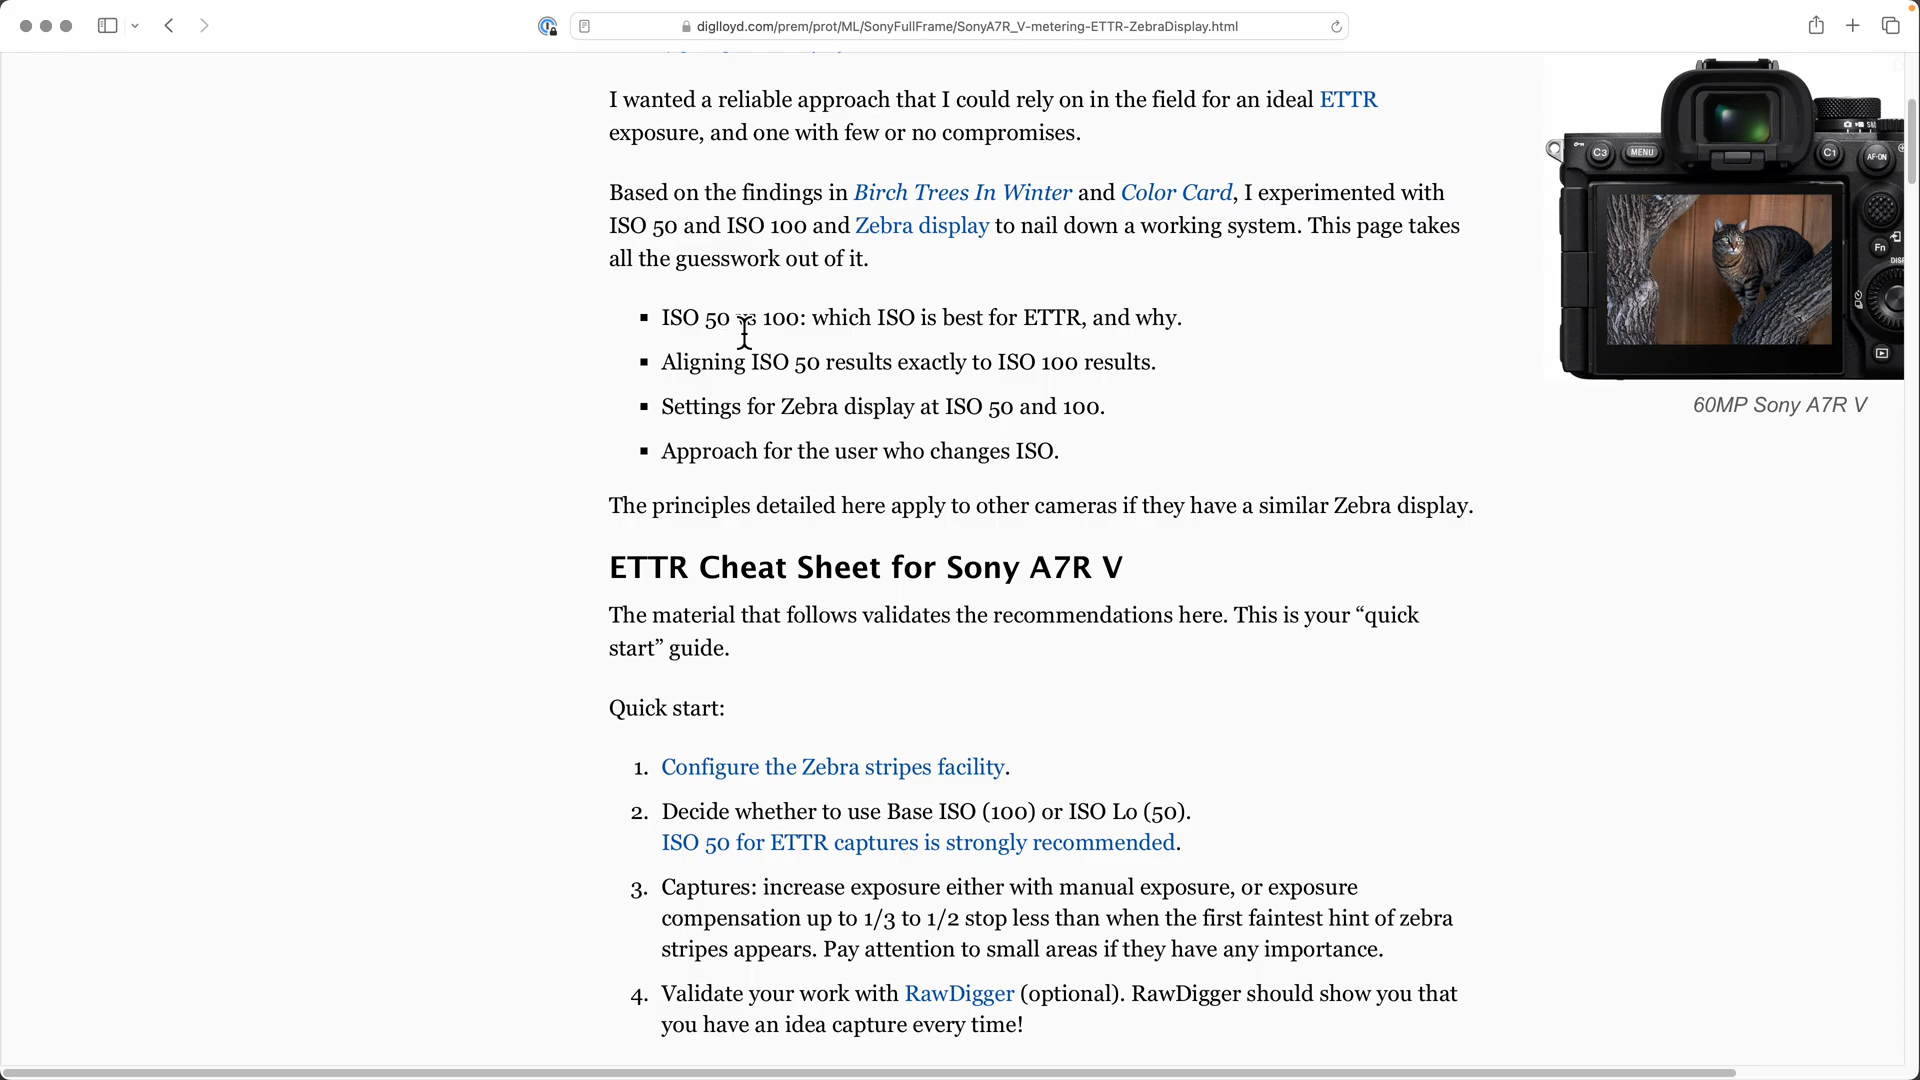 diglloyd.com/prem/prot/ML/SonyFullFrame/SonyA7R_V-metering-ETTR-ZebraDisplay.html
I wanted a reliable approach that I could rely on in the field for an ideal ETTR
exposure, and one with few or no compromises.
Based on the findings in Birch Trees In Winter and Color Card, I experimented with
ISO 50 and ISO 100 and Zebra display to nail down a working system. This page takes
all the guesswork out of it.
▪ ISO 50 vs 100: which ISO is best for ETTR, and why.
▪ Aligning ISO 50 results exactly to ISO 100 results.
▪ Settings for Zebra display at ISO 50 and 100.
▪ Approach for the user who changes ISO.
The principles detailed here apply to other cameras if they have a similar Zebra display.
C3 MENU C1 AF-ON
Fn
DISP
60MP Sony A7R V
ETTR Cheat Sheet for Sony A7R V
The material that follows validates the recommendations here. This is your “quick
start” guide.
Quick start:
1. Configure the Zebra stripes facility.
2. Decide whether to use Base ISO (100) or ISO Lo (50).
ISO 50 for ETTR captures is strongly recommended.
3. Captures: increase exposure either with manual exposure, or exposure
compensation up to 1/3 to 1/2 stop less than when the first faintest hint of zebra
stripes appears. Pay attention to small areas if they have any importance.
4. Validate your work with RawDigger (optional). RawDigger should show you that
you have an idea capture every time!